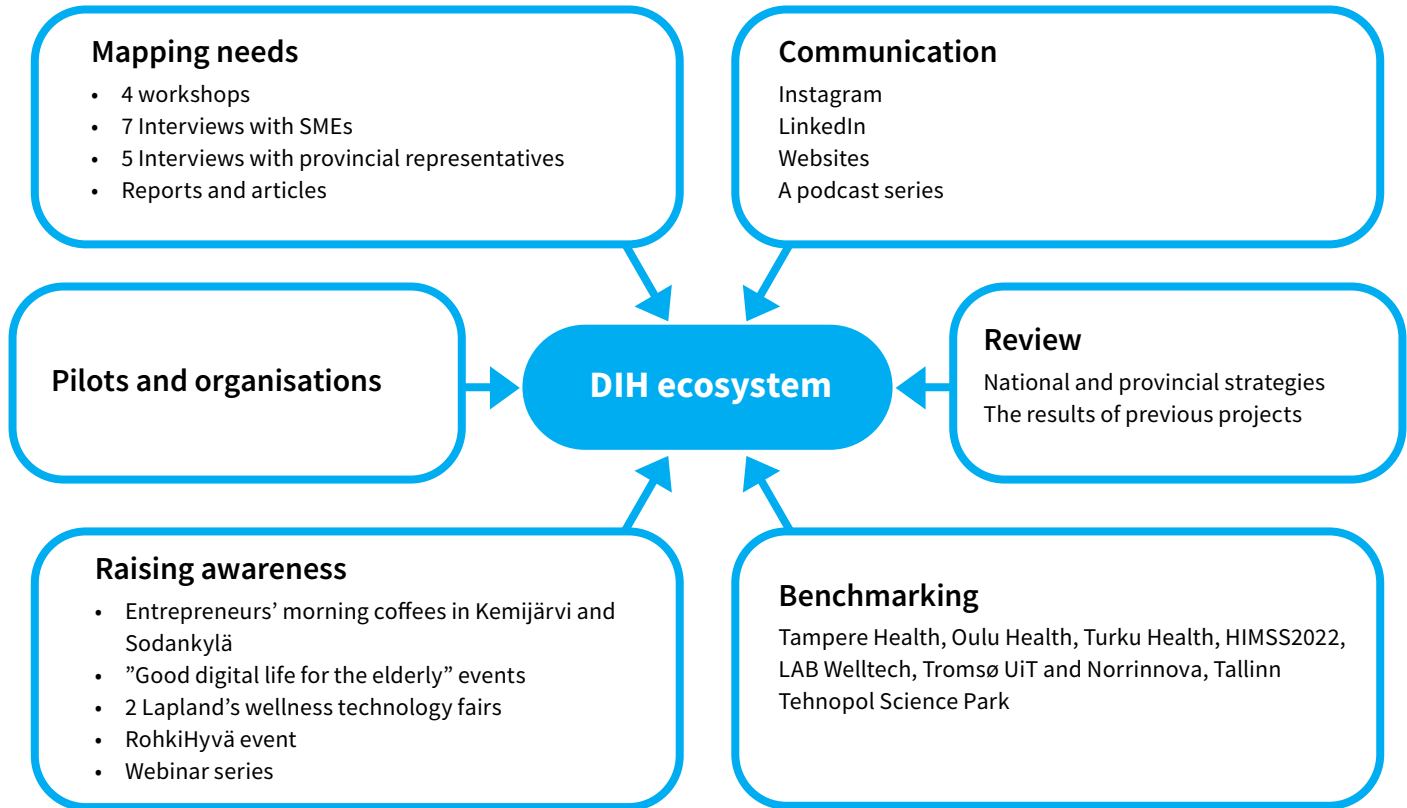 Mapping needs
• 4 workshops
• 7 Interviews with SMEs
• 5 Interviews with provincial representatives
• Reports and articles
Communication
Instagram
LinkedIn
Websites
A podcast series
Pilots and organisations
DIH ecosystem
Review
National and provincial strategies
The results of previous projects
Raising awareness
• Entrepreneurs’ morning coffees in Kemijärvi and
Sodankylä
• ”Good digital life for the elderly” events
• 2 Lapland’s wellness technology fairs
• RohkiHyvä event
• Webinar series
Benchmarking
Tampere Health, Oulu Health, Turku Health, HIMSS2022,
LAB Welltech, Tromsø UiT and Norrinnova, Tallinn
Tehnopol Science Park